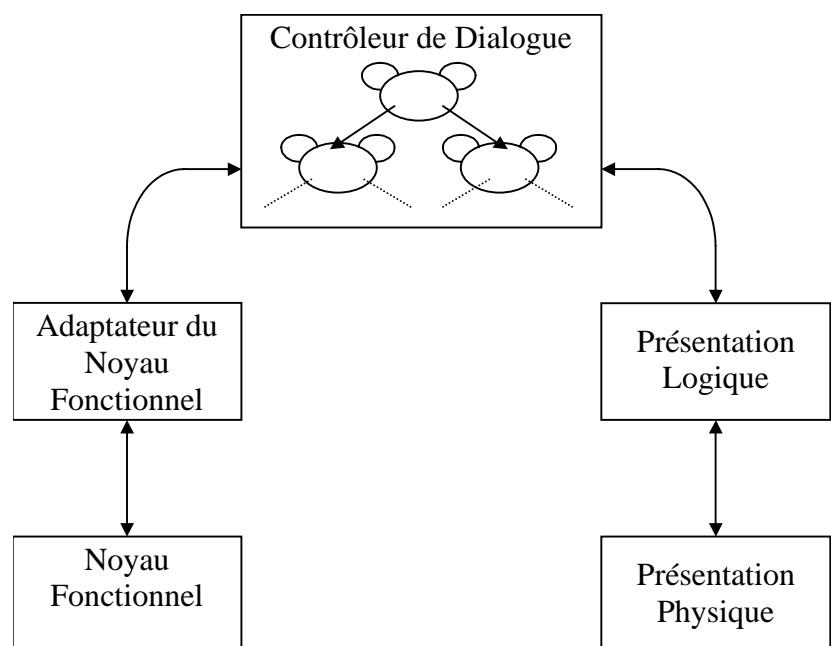 Contrôleur de Dialogue
Adaptateur du
Noyau
Fonctionnel
Présentation
Logique
Noyau
Fonctionnel
Présentation
Physique